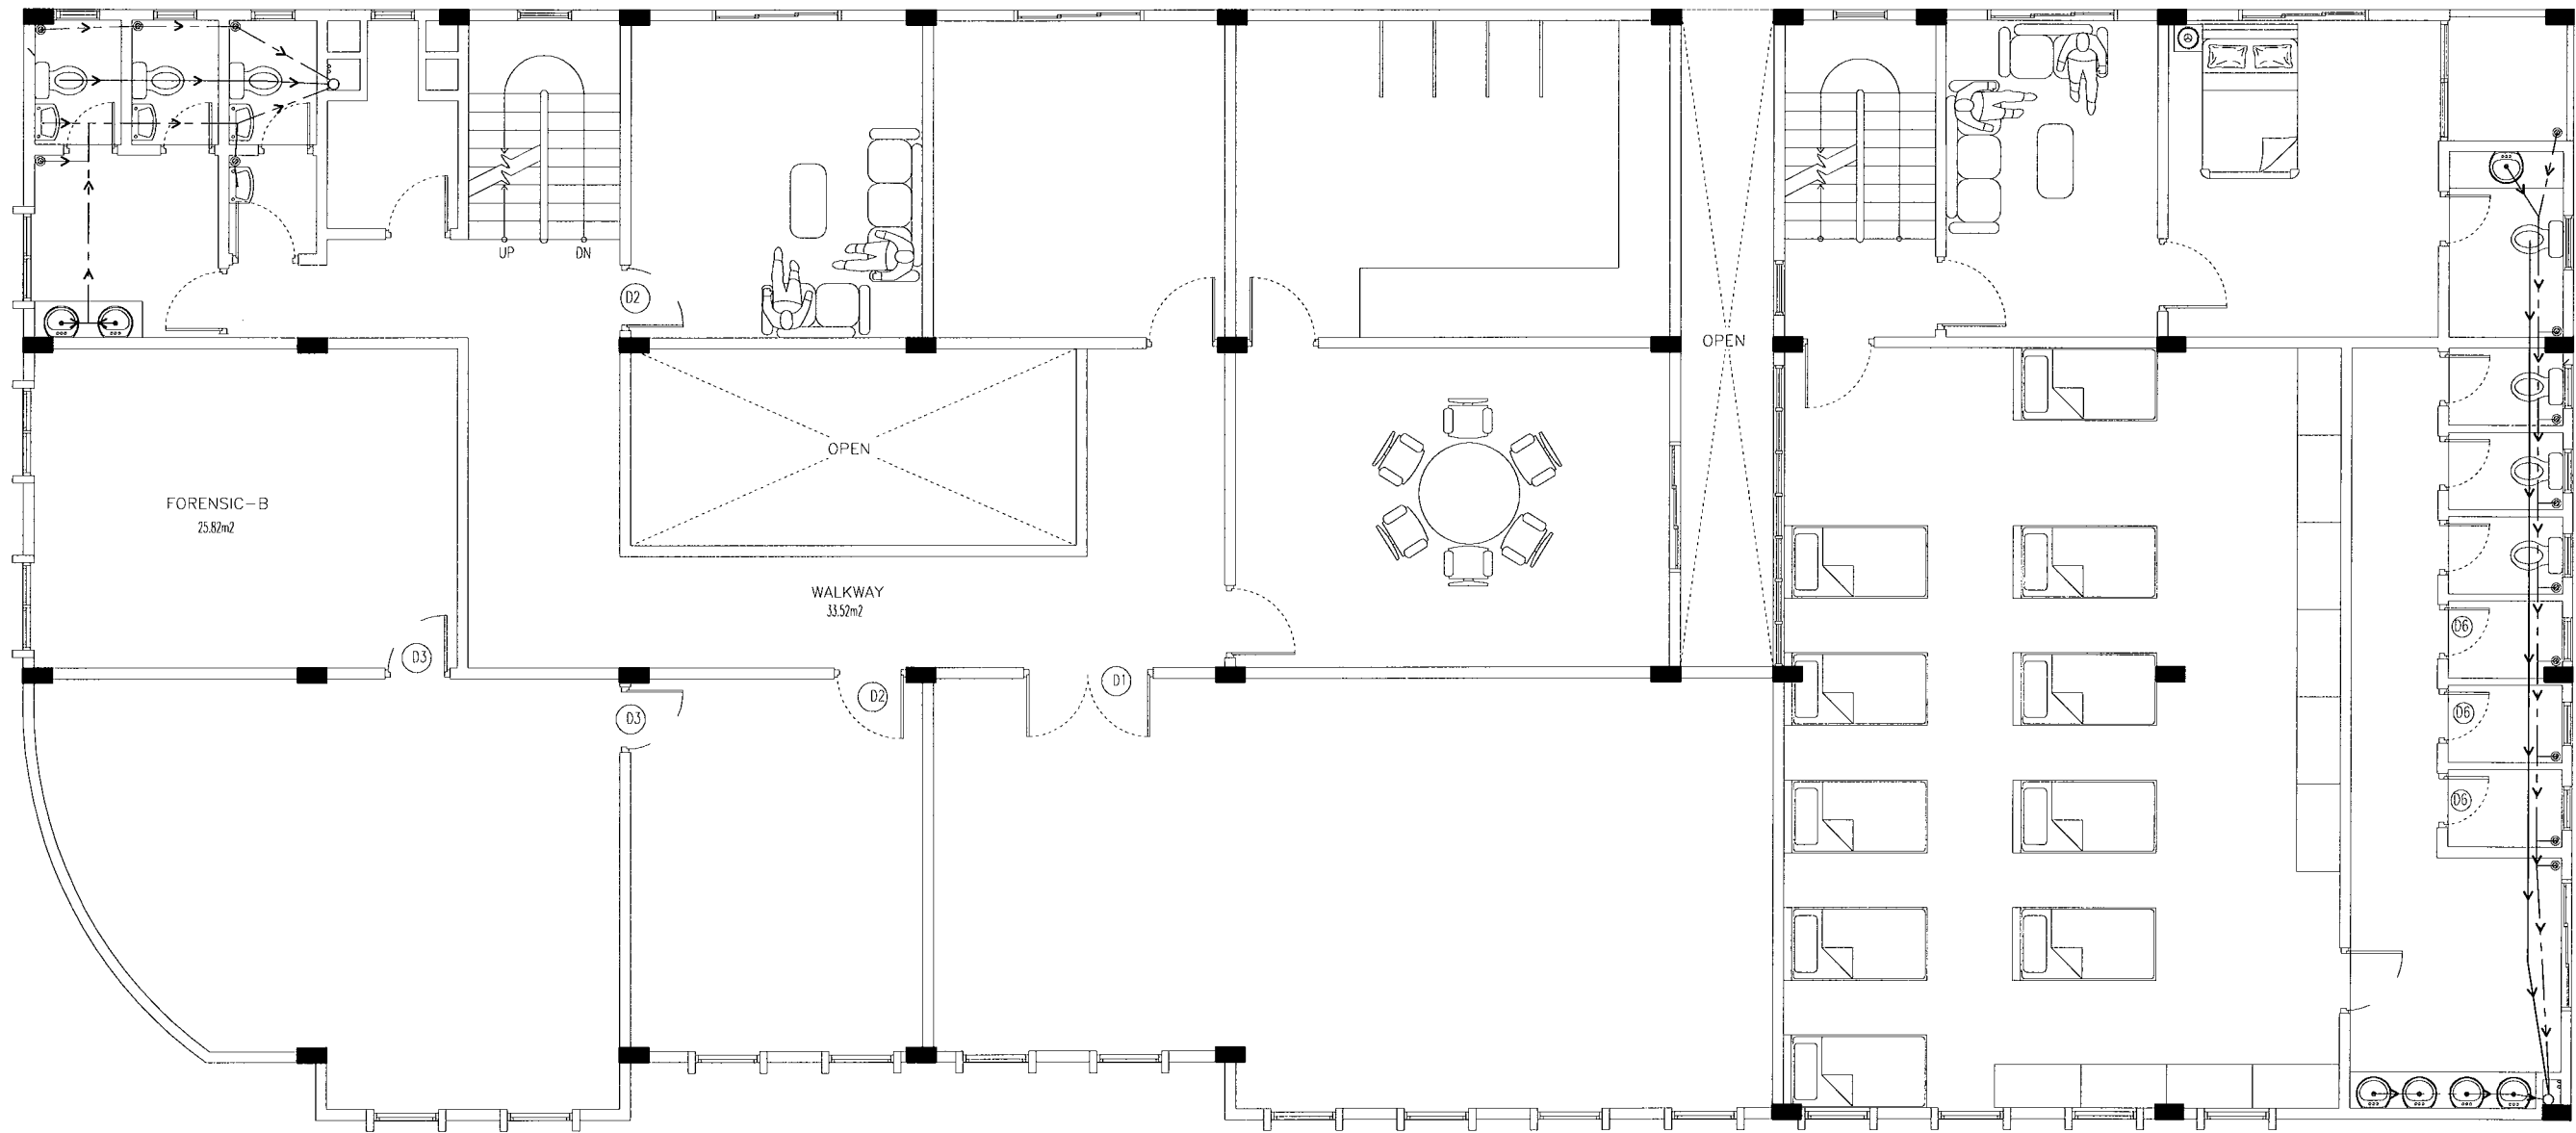 UP
DN
D2
OPEN
OPEN
FORENSIC-B
25.82m2
WALKWAY
33.52m2
D6
D3
D1
D2
D3
D6
D6